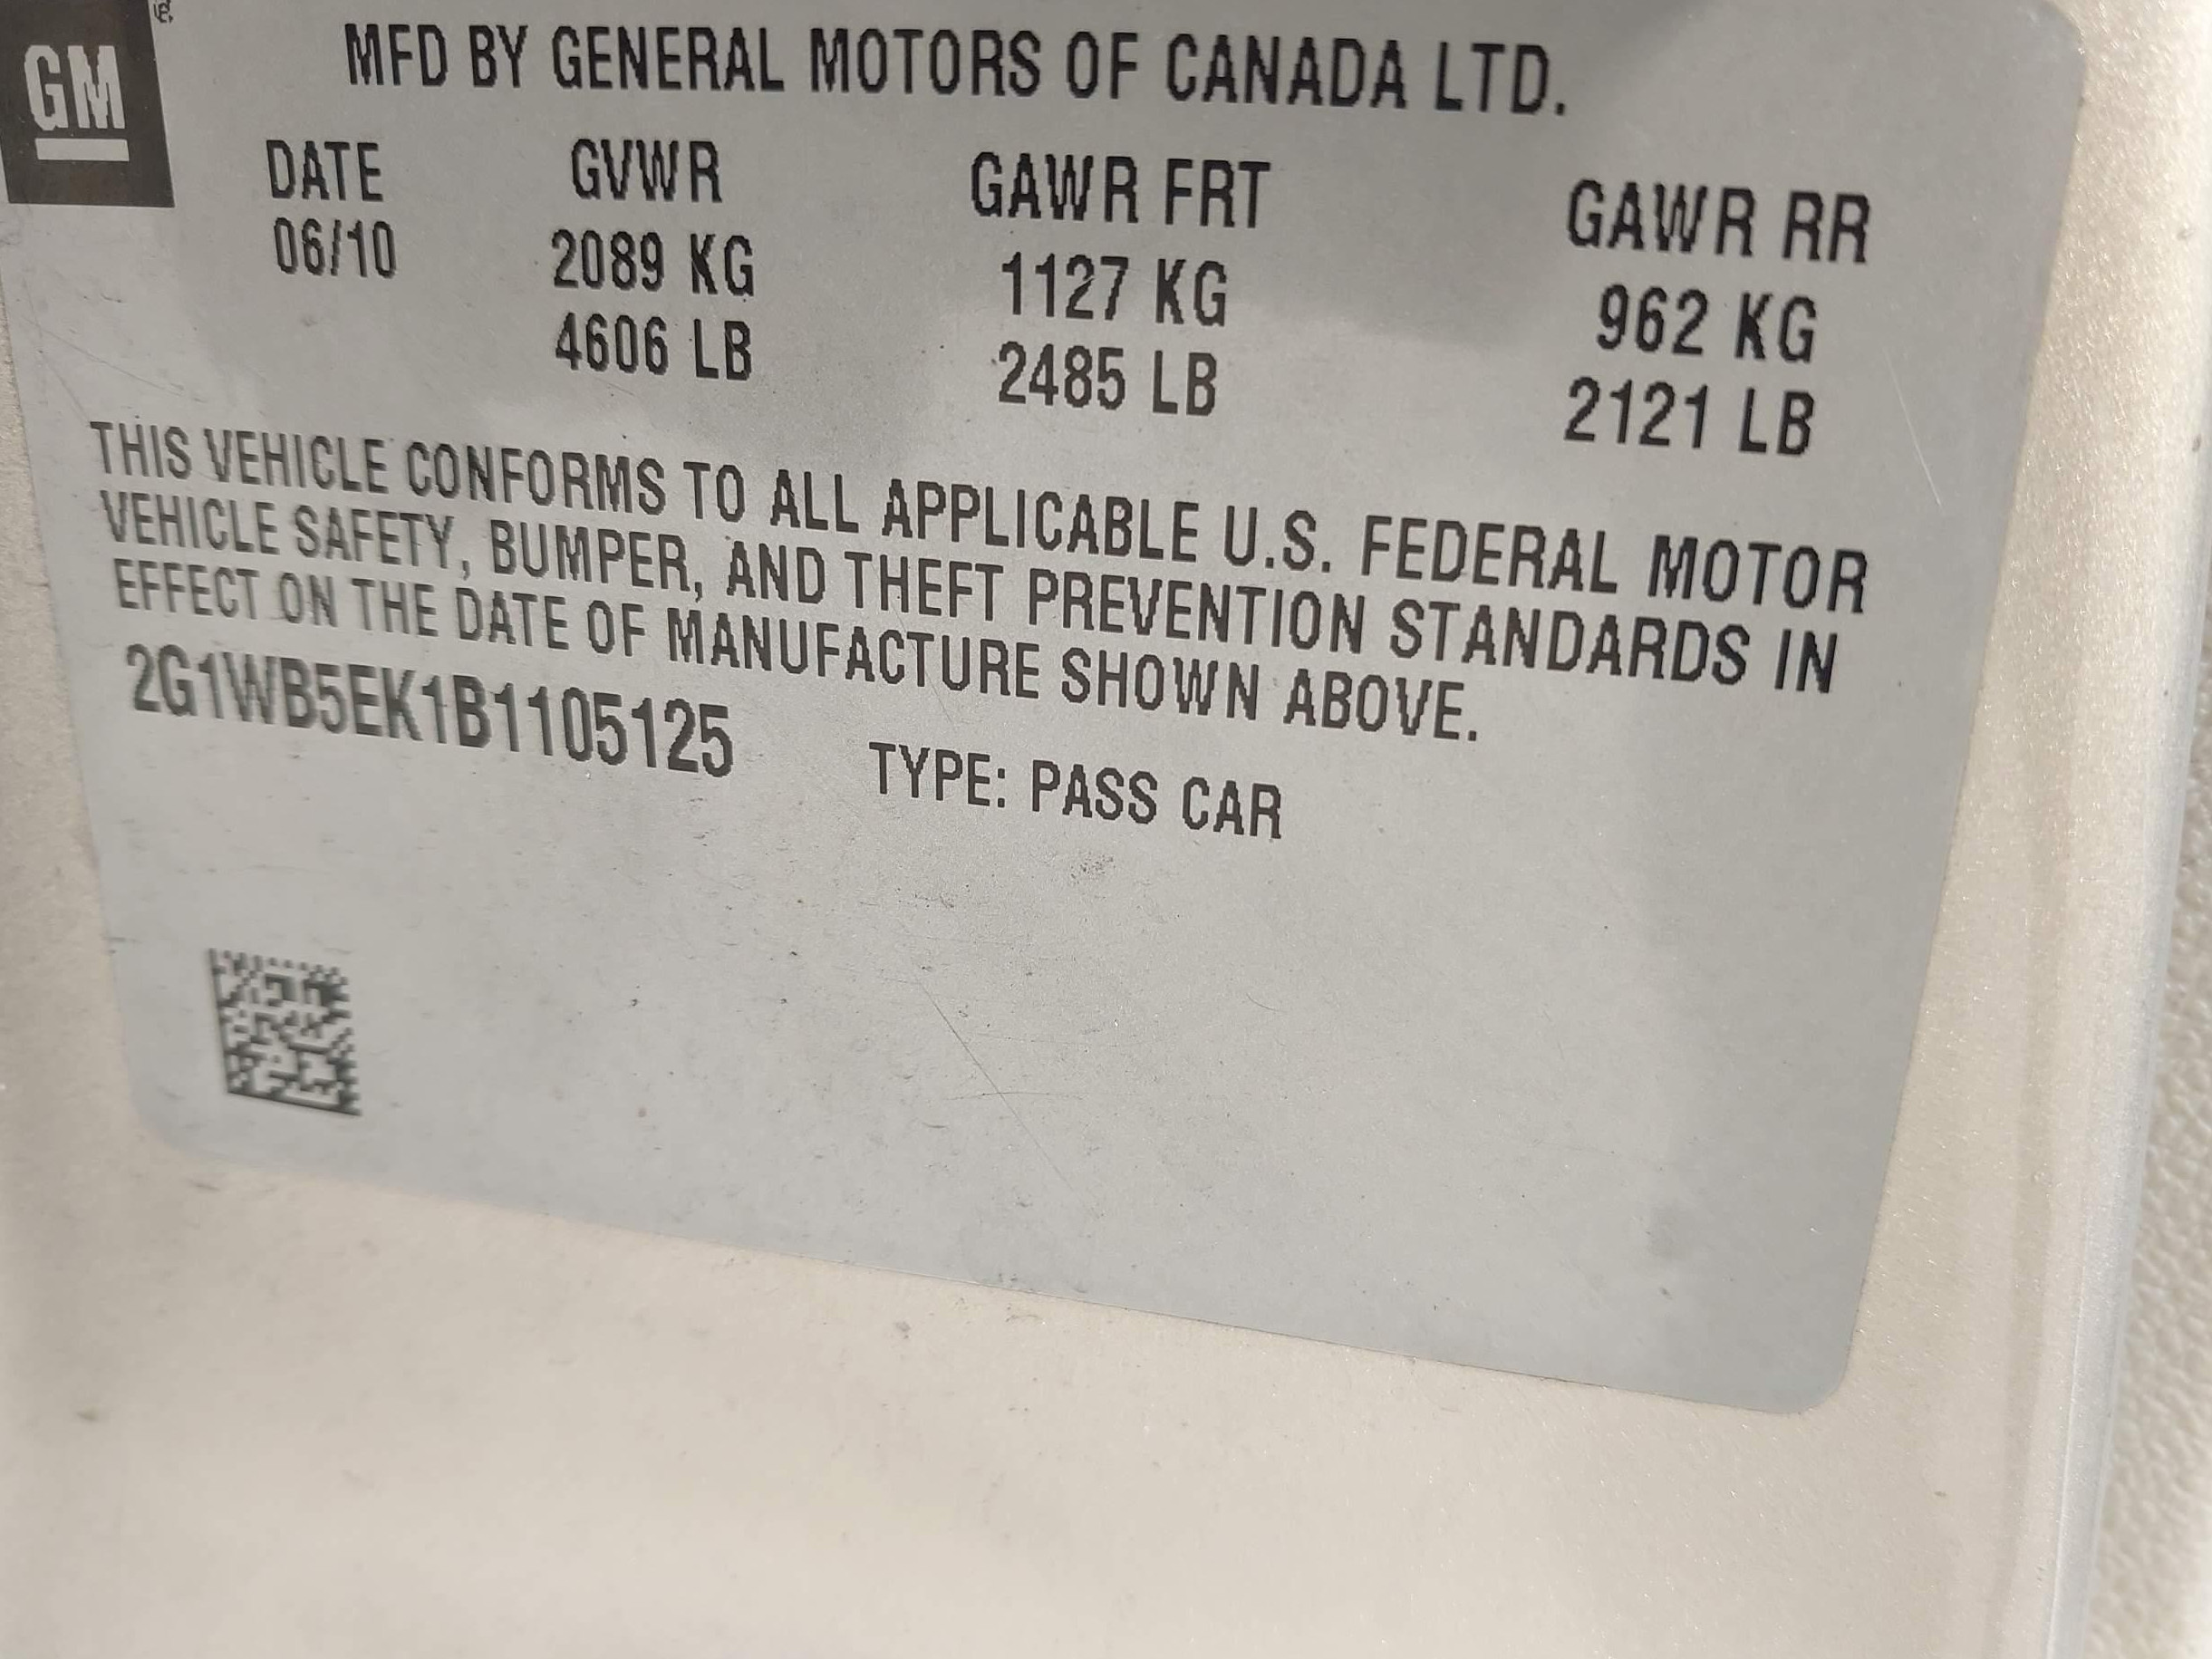 GM
MFD BY GENERAL MOTORS OF CANADA LTD.
DATE GVWR GAWR FRT GAWR RR
06/10 2089 KG 1127 KG 962 KG
4606 LB 2485 LB 2121 LB
THIS VEHICLE CONFORMS TO ALL APPLICABLE U.S. FEDERAL MOTOR
VEHICLE SAFETY, BUMPER, AND THEFT PREVENTION STANDARDS IN
EFFECT ON THE DATE OF MANUFACTURE SHOWN ABOVE.
2G1WB5EK1B1105125 TYPE: PASS CAR